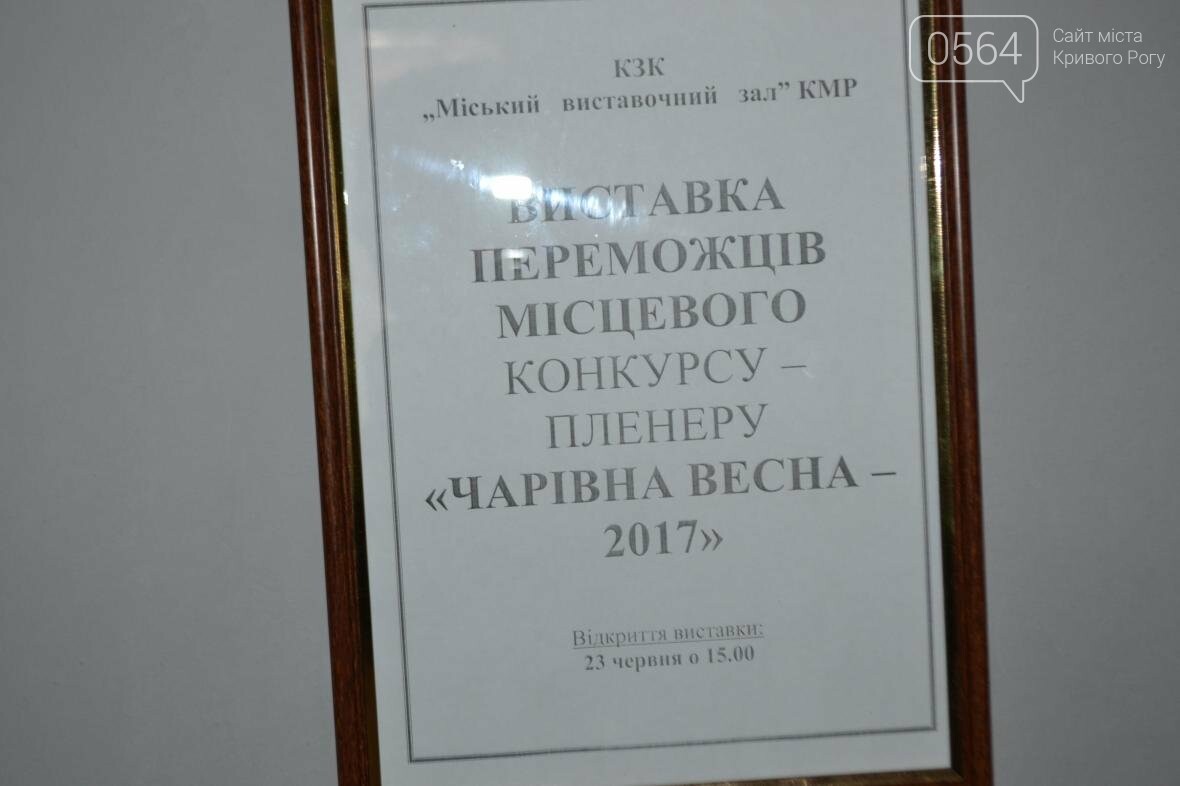 0564
Сайт міста
Кривого Рогу
КЗК
„Міський виставочний зал” КМР
ВИСТАВКА
ПЕРЕМОЖЦІВ
МІСЦЕВОГО
КОНКУРСУ –
ПЛЕНЕРУ
«ЧАРІВНА ВЕСНА –
2017»
Відкриття виставки:
23 червня о 15.00